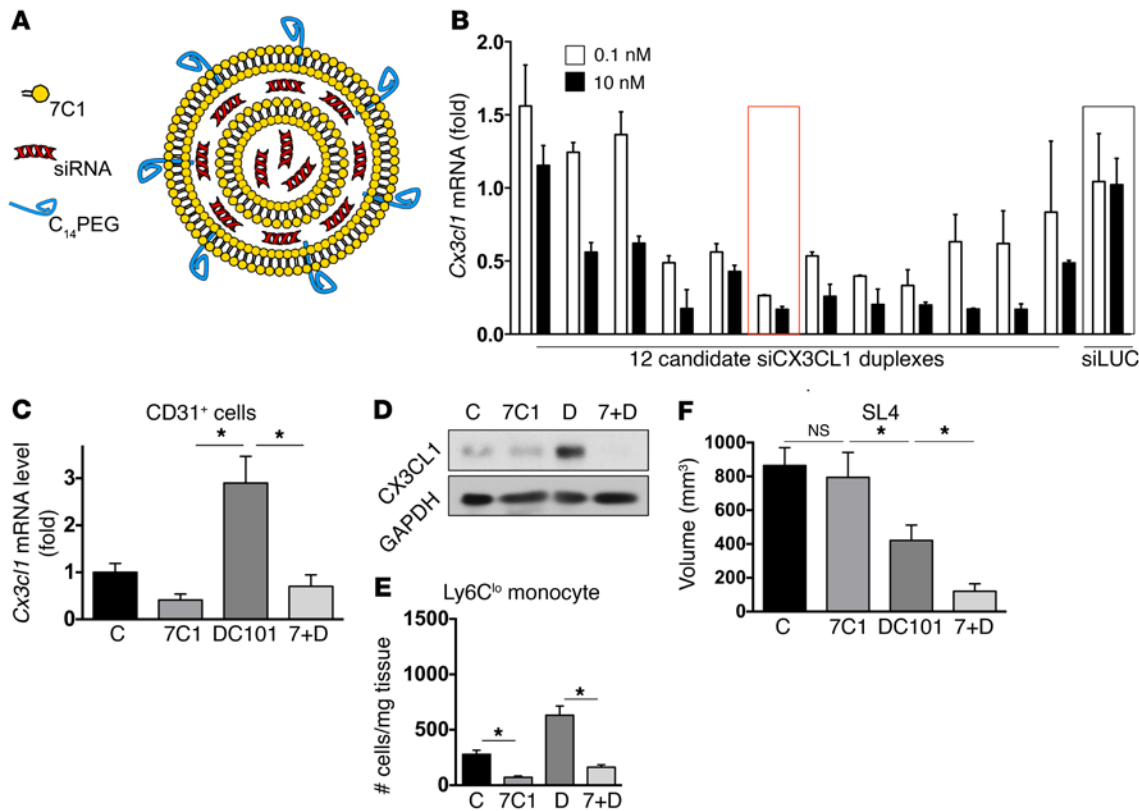 A
7C1
siRNA
C14PEG
B
Cx3cl1 mRNA (fold)
2.0
1.5
1.0
0.5
0.0
0.1 nM
10 nM
12 candidate siCX3CL1 duplexes
siLUC
C
CD31+ cells
Cx3cl1 mRNA level
(fold)
3
2
1
0
* *
C 7C1 DC101 7+D
D
C 7C1 D 7+D
CX3CL1
GAPDH
E
Ly6Clo monocyte
# cells/mg tissue
1500
1000
500
0
* *
C 7C1 D 7+D
F
SL4
Volume (mm3)
1000
800
600
400
200
0
NS * *
C 7C1 DC101 7+D